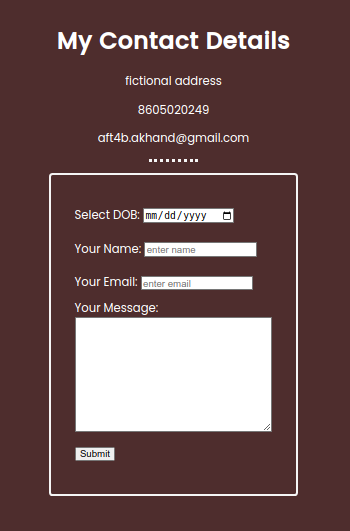 My Contact Details
fictional address
8605020249
aft4b.akhand@gmail.com
Select DOB: mm/dd/yyyy
Your Name: enter name
Your Email: enter email
Your Message:
Submit